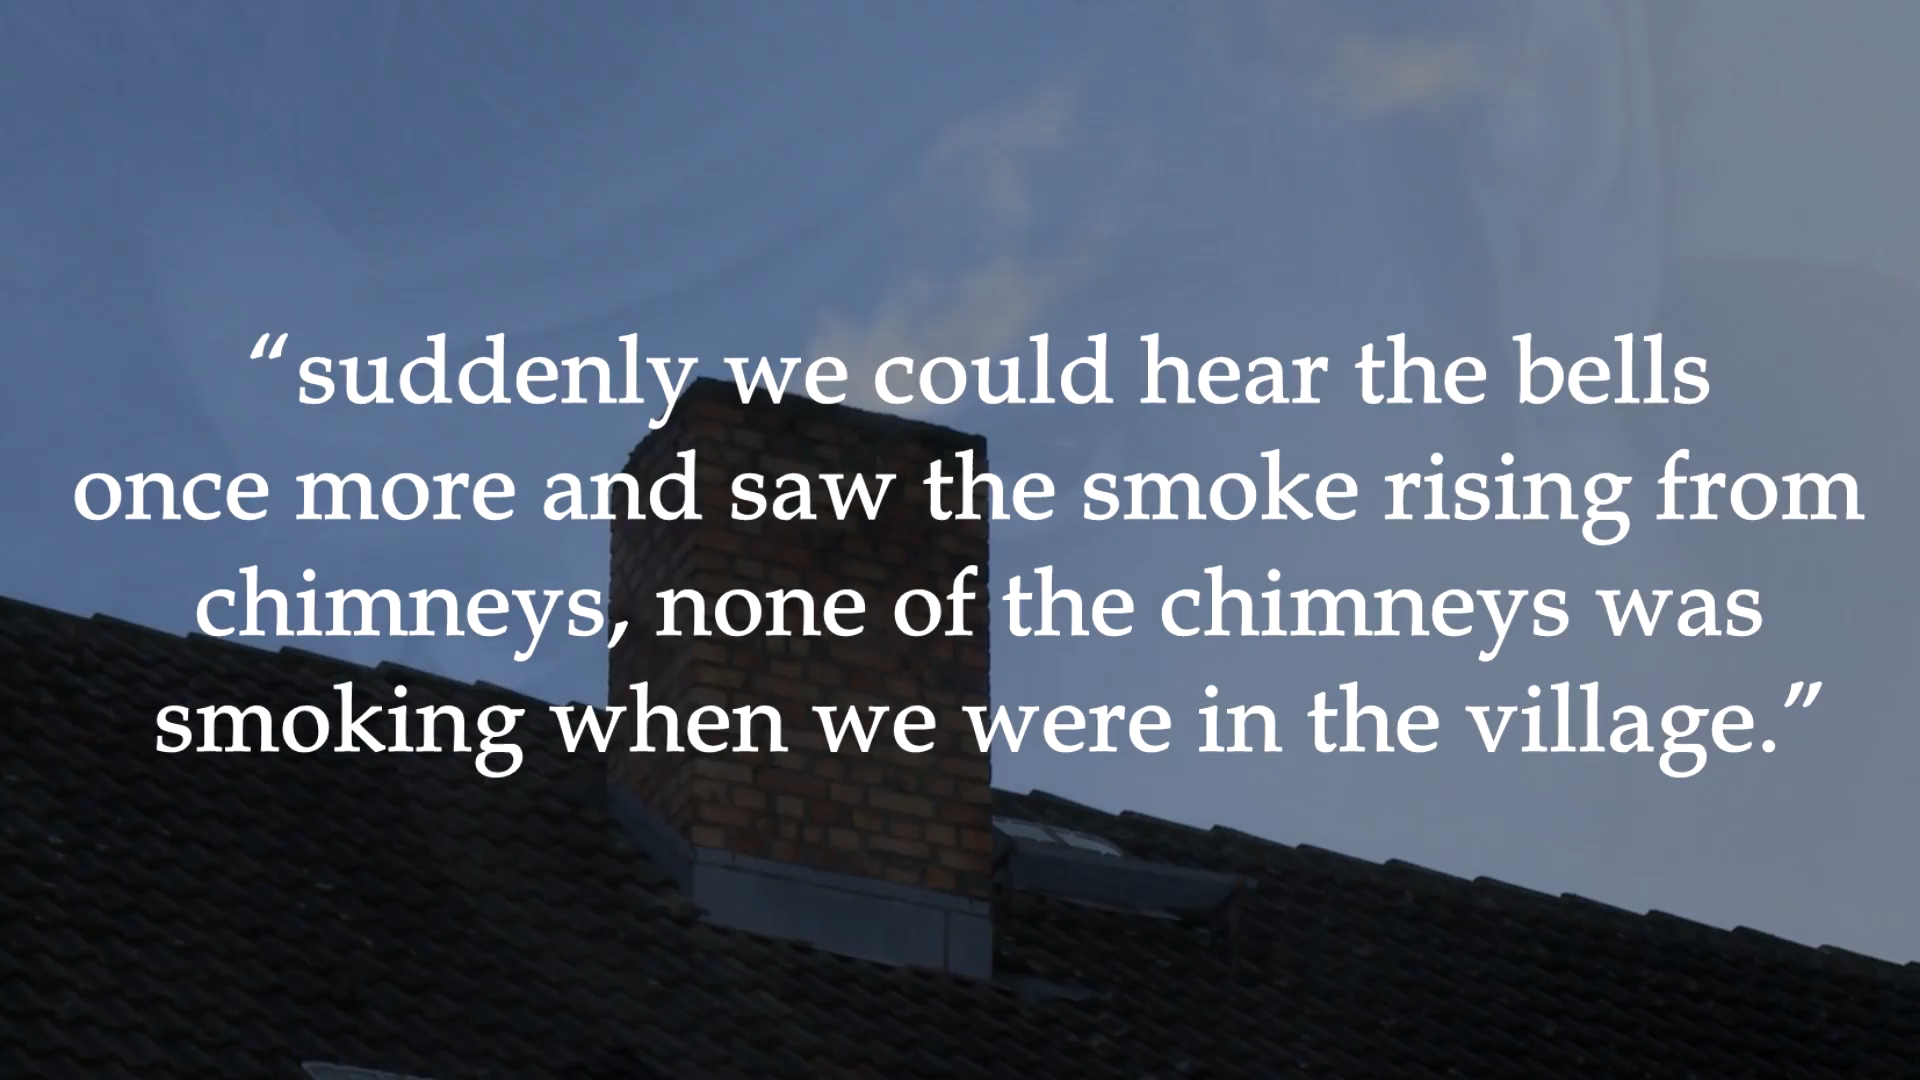 “suddenly we could hear the bells
once more and saw the smoke rising from
chimneys, none of the chimneys was
smoking when we were in the village.”